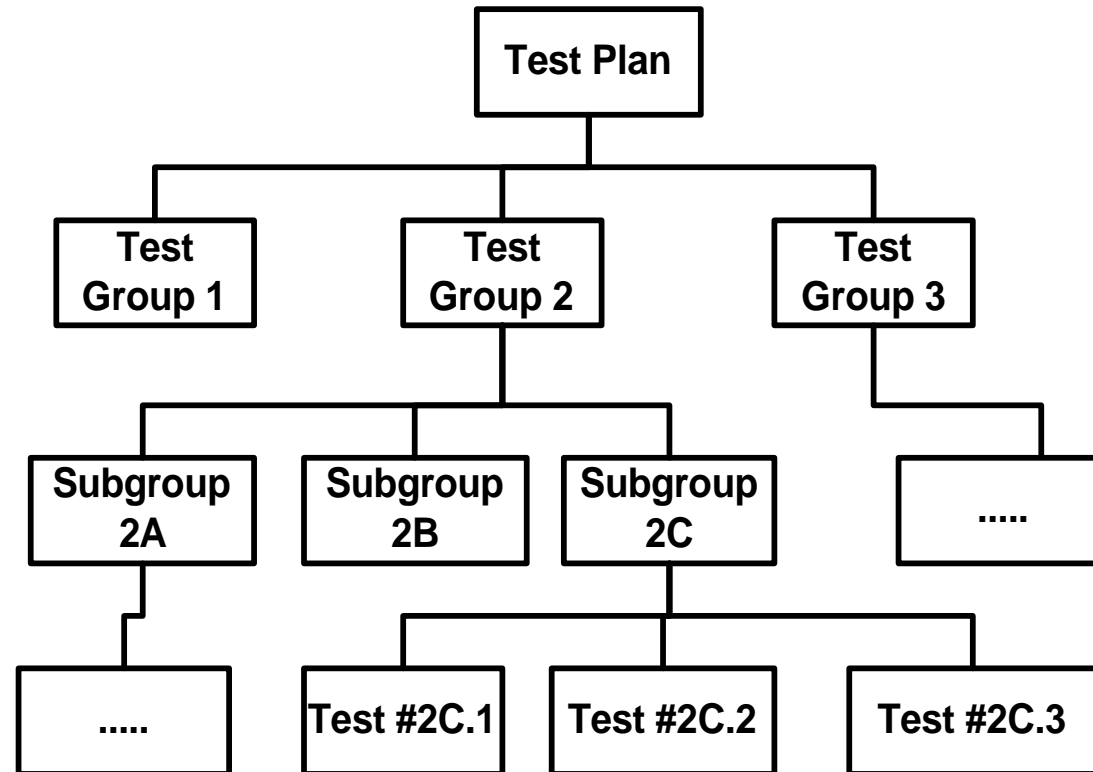 Test Plan
Test
Group 1
Test
Group 2
Test
Group 3
Subgroup
2A
Subgroup
2B
Subgroup
2C
.....
.....
Test #2C.1
Test #2C.2
Test #2C.3